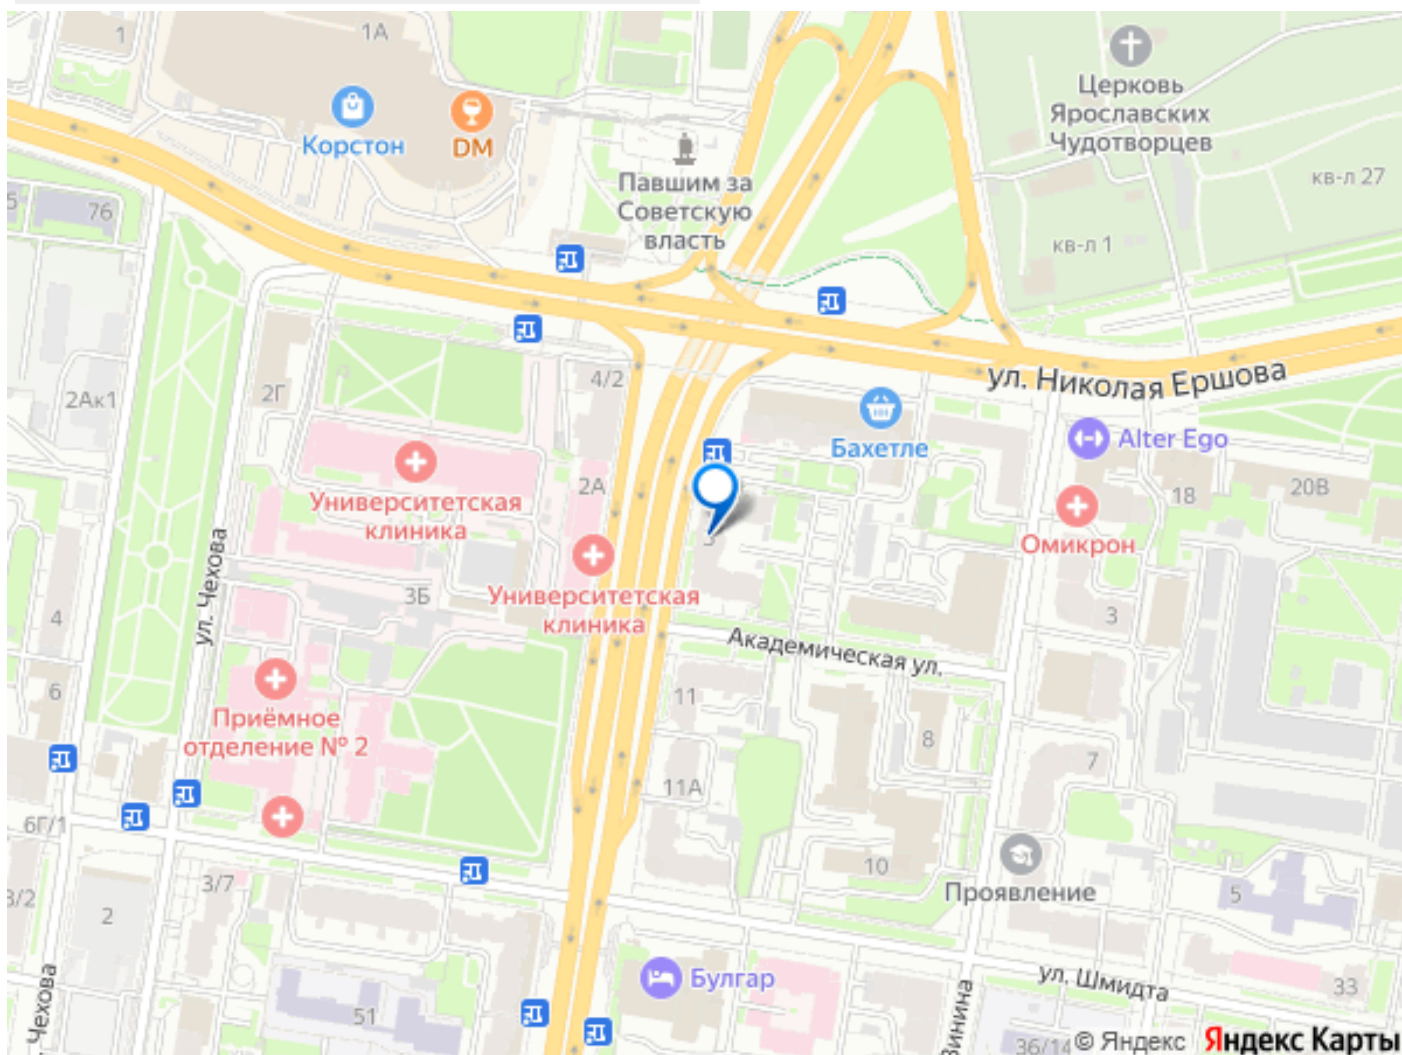 1
1А
Корстон
DM
Церковь
Ярославских
Чудотворцев
Павшим за
Советскую
власть
кв-л 27
кв-л 1
5
76
ул. Николая Ершова
2Ак1
2Г
4/2
Бахетле
Alter Ego
Университетская
клиника
2А
18
20В
Омикрон
ул. Чехова
3Б
Университетская
клиника
3
4
6
Академическая ул.
11
8
7
Приёмное
отделение № 2
11А
6Г/1
10
Проявление
3/2
3/7
2
5
Булгар
ул. Шмидта
33
51
Чехова
Зинина
36/14
© Яндекс Яндекс Карты